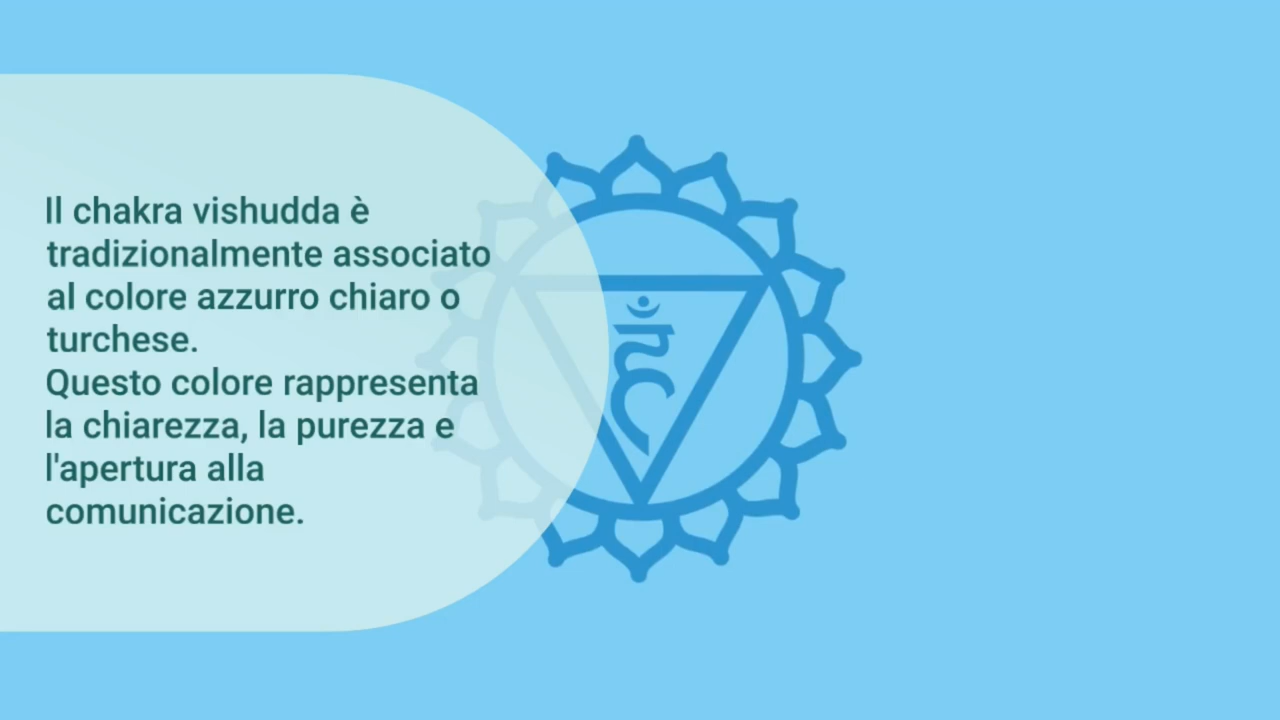 Il chakra vishudda è
tradizionalmente associato
al colore azzurro chiaro o
turchese.
Questo colore rappresenta
la chiarezza, la purezza e
l'apertura alla
comunicazione.
हं